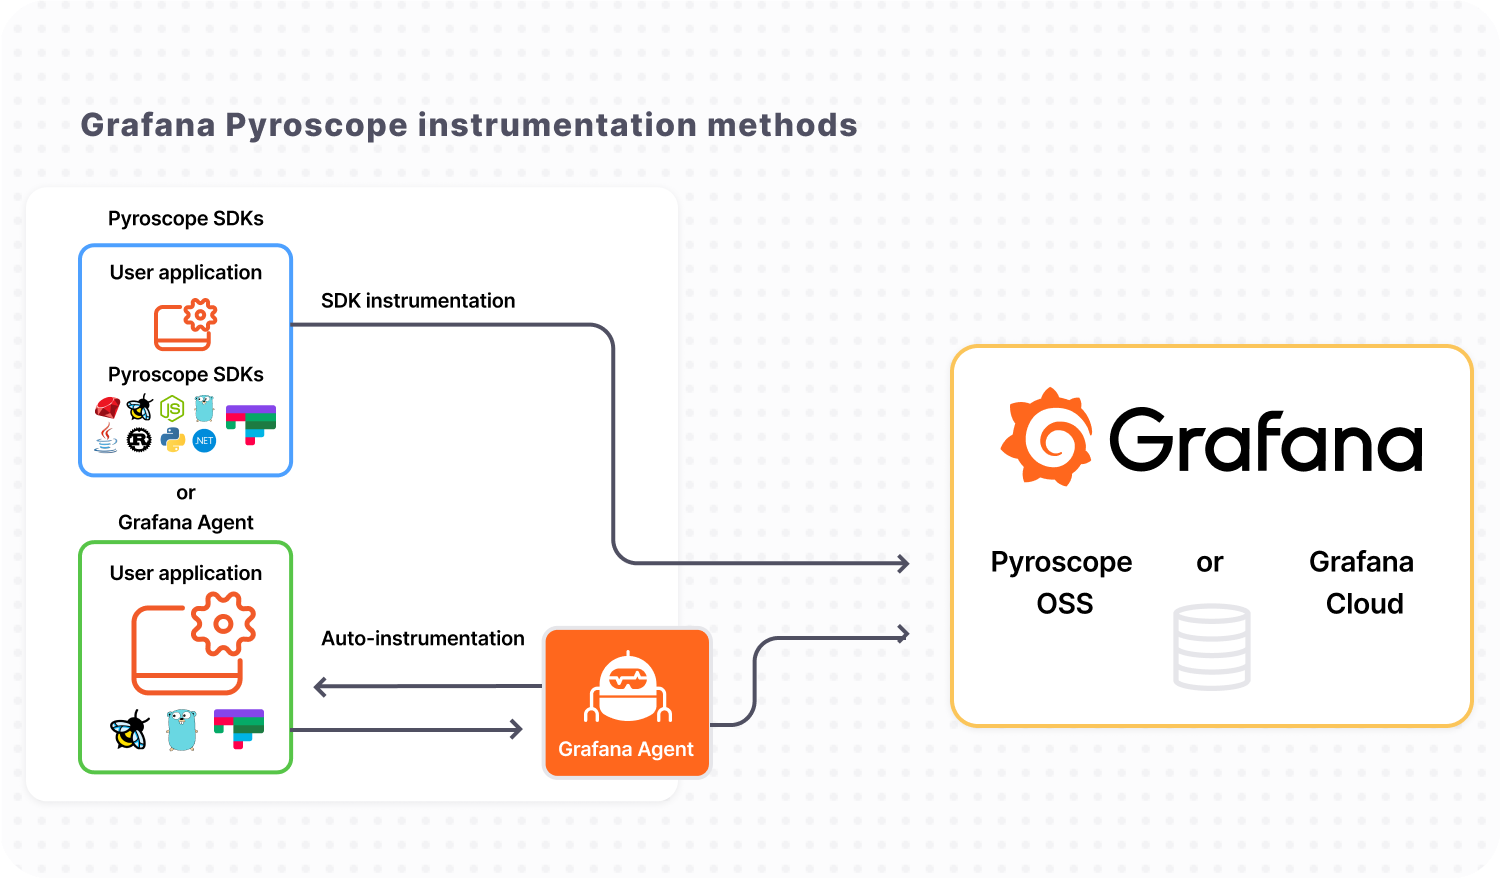 Grafana Pyroscope instrumentation methods
Pyroscope SDKs
User application
SDK instrumentation
Pyroscope SDKs
JS
R
.NET
or
Grafana Agent
User application
Auto-instrumentation
Grafana Agent
Grafana
Pyroscope
OSS
or
Grafana
Cloud